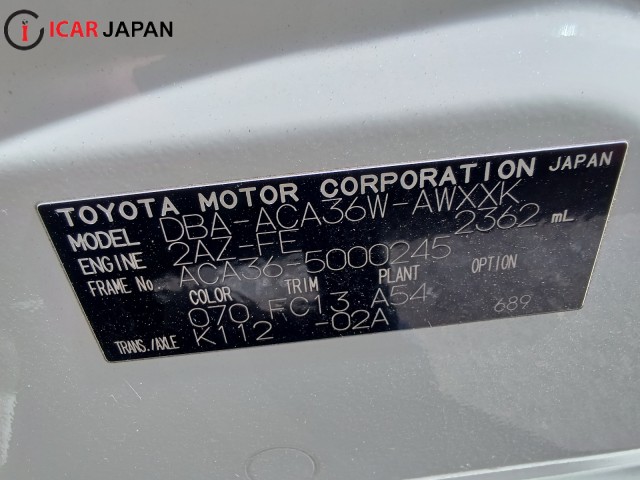 ICAR JAPAN
TOYOTA MOTOR CORPORATION JAPAN
MODEL DBA-ACA36W-AWXXK
ENGINE 2AZ-FE 2362 mL
FRAME No. ACA36-5000245
COLOR TRIM PLANT OPTION
070 FC13 A54 689
TRANS./AXLE K112 -02A